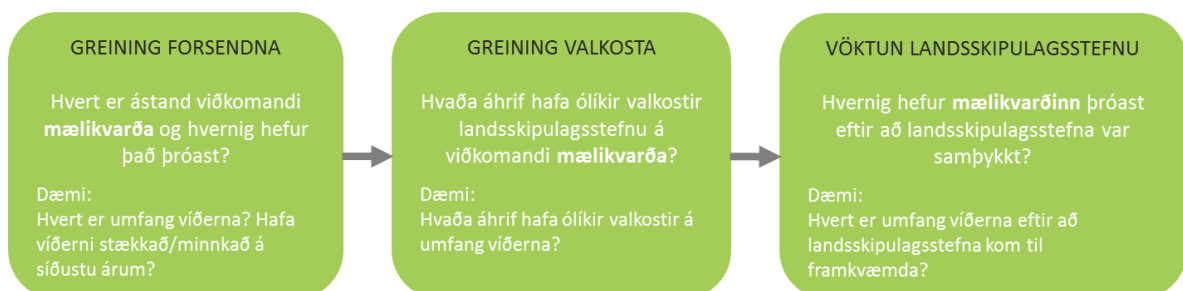 GREINING FORSENDNA
Hvert er ástand viðkomandi
mælikvarða og hvernig hefur
það þróast?
Dæmi:
Hvert er umfang víðerna? Hafa
víðerni stækkað/minnkað á
síðustu árum?
GREINING VALKOSTA
Hvaða áhrif hafa ólíkir valkostir
landsskipulagsstefnu á
viðkomandi mælikvarða?
Dæmi:
Hvaða áhrif hafa ólíkir valkostir á
umfang víðerna?
VÖKTUN LANDSSKIPULAGSSTEFNU
Hvernig hefur mælikvarðinn þróast
eftir að landsskipulagsstefna var
samþykkt?
Dæmi:
Hvert er umfang víðerna eftir að
landsskipulagsstefna kom til
framkvæmda?